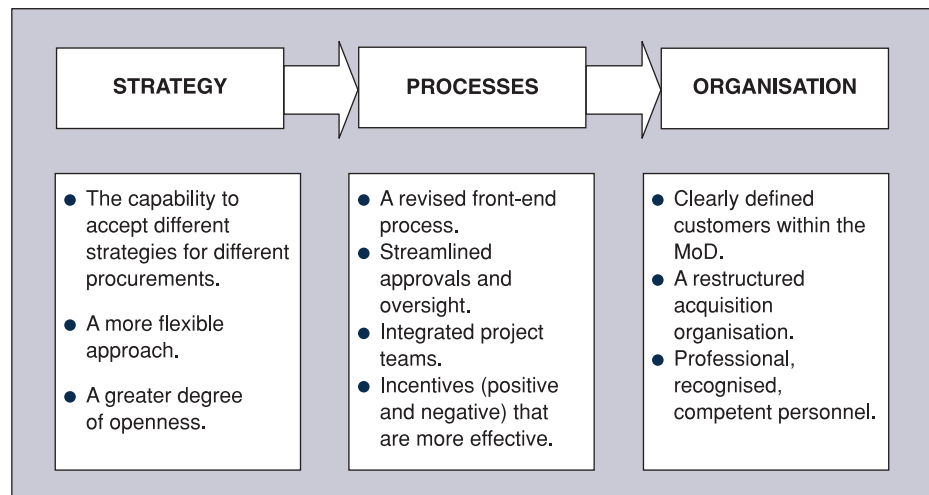 STRATEGY
PROCESSES
ORGANISATION
● The capability to
accept different
strategies for different
procurements.
● A more flexible
approach.
● A greater degree
of openness.
● A revised front-end
process.
● Streamlined
approvals and
oversight.
● Integrated project
teams.
● Incentives (positive
and negative) that
are more effective.
● Clearly defined
customers within the
MoD.
● A restructured
acquisition
organisation.
● Professional,
recognised,
competent personnel.